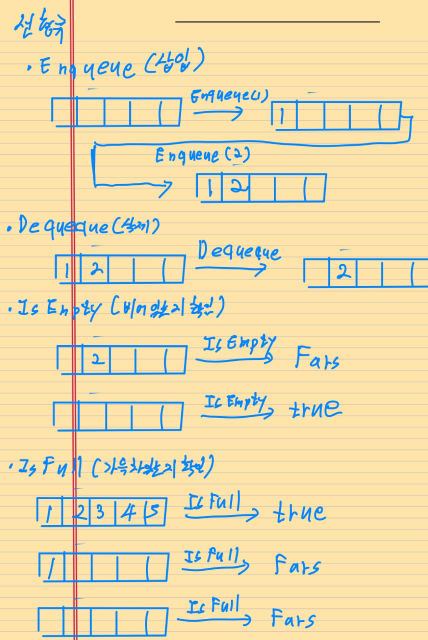 선형큐
· Enqueue (삽입)
Enqueue(1)
1
Enqueue (2)
1 2
· Dequeque (삭제)
1 2 Dequeque 2
· Is Empty (비어있는지 확인)
2 Is Empty Fars
Is Empty true
· Is Full (가득차있는지 확인)
1 2 3 4 5 Is Full true
1 Is Full Fars
Is Full Fars